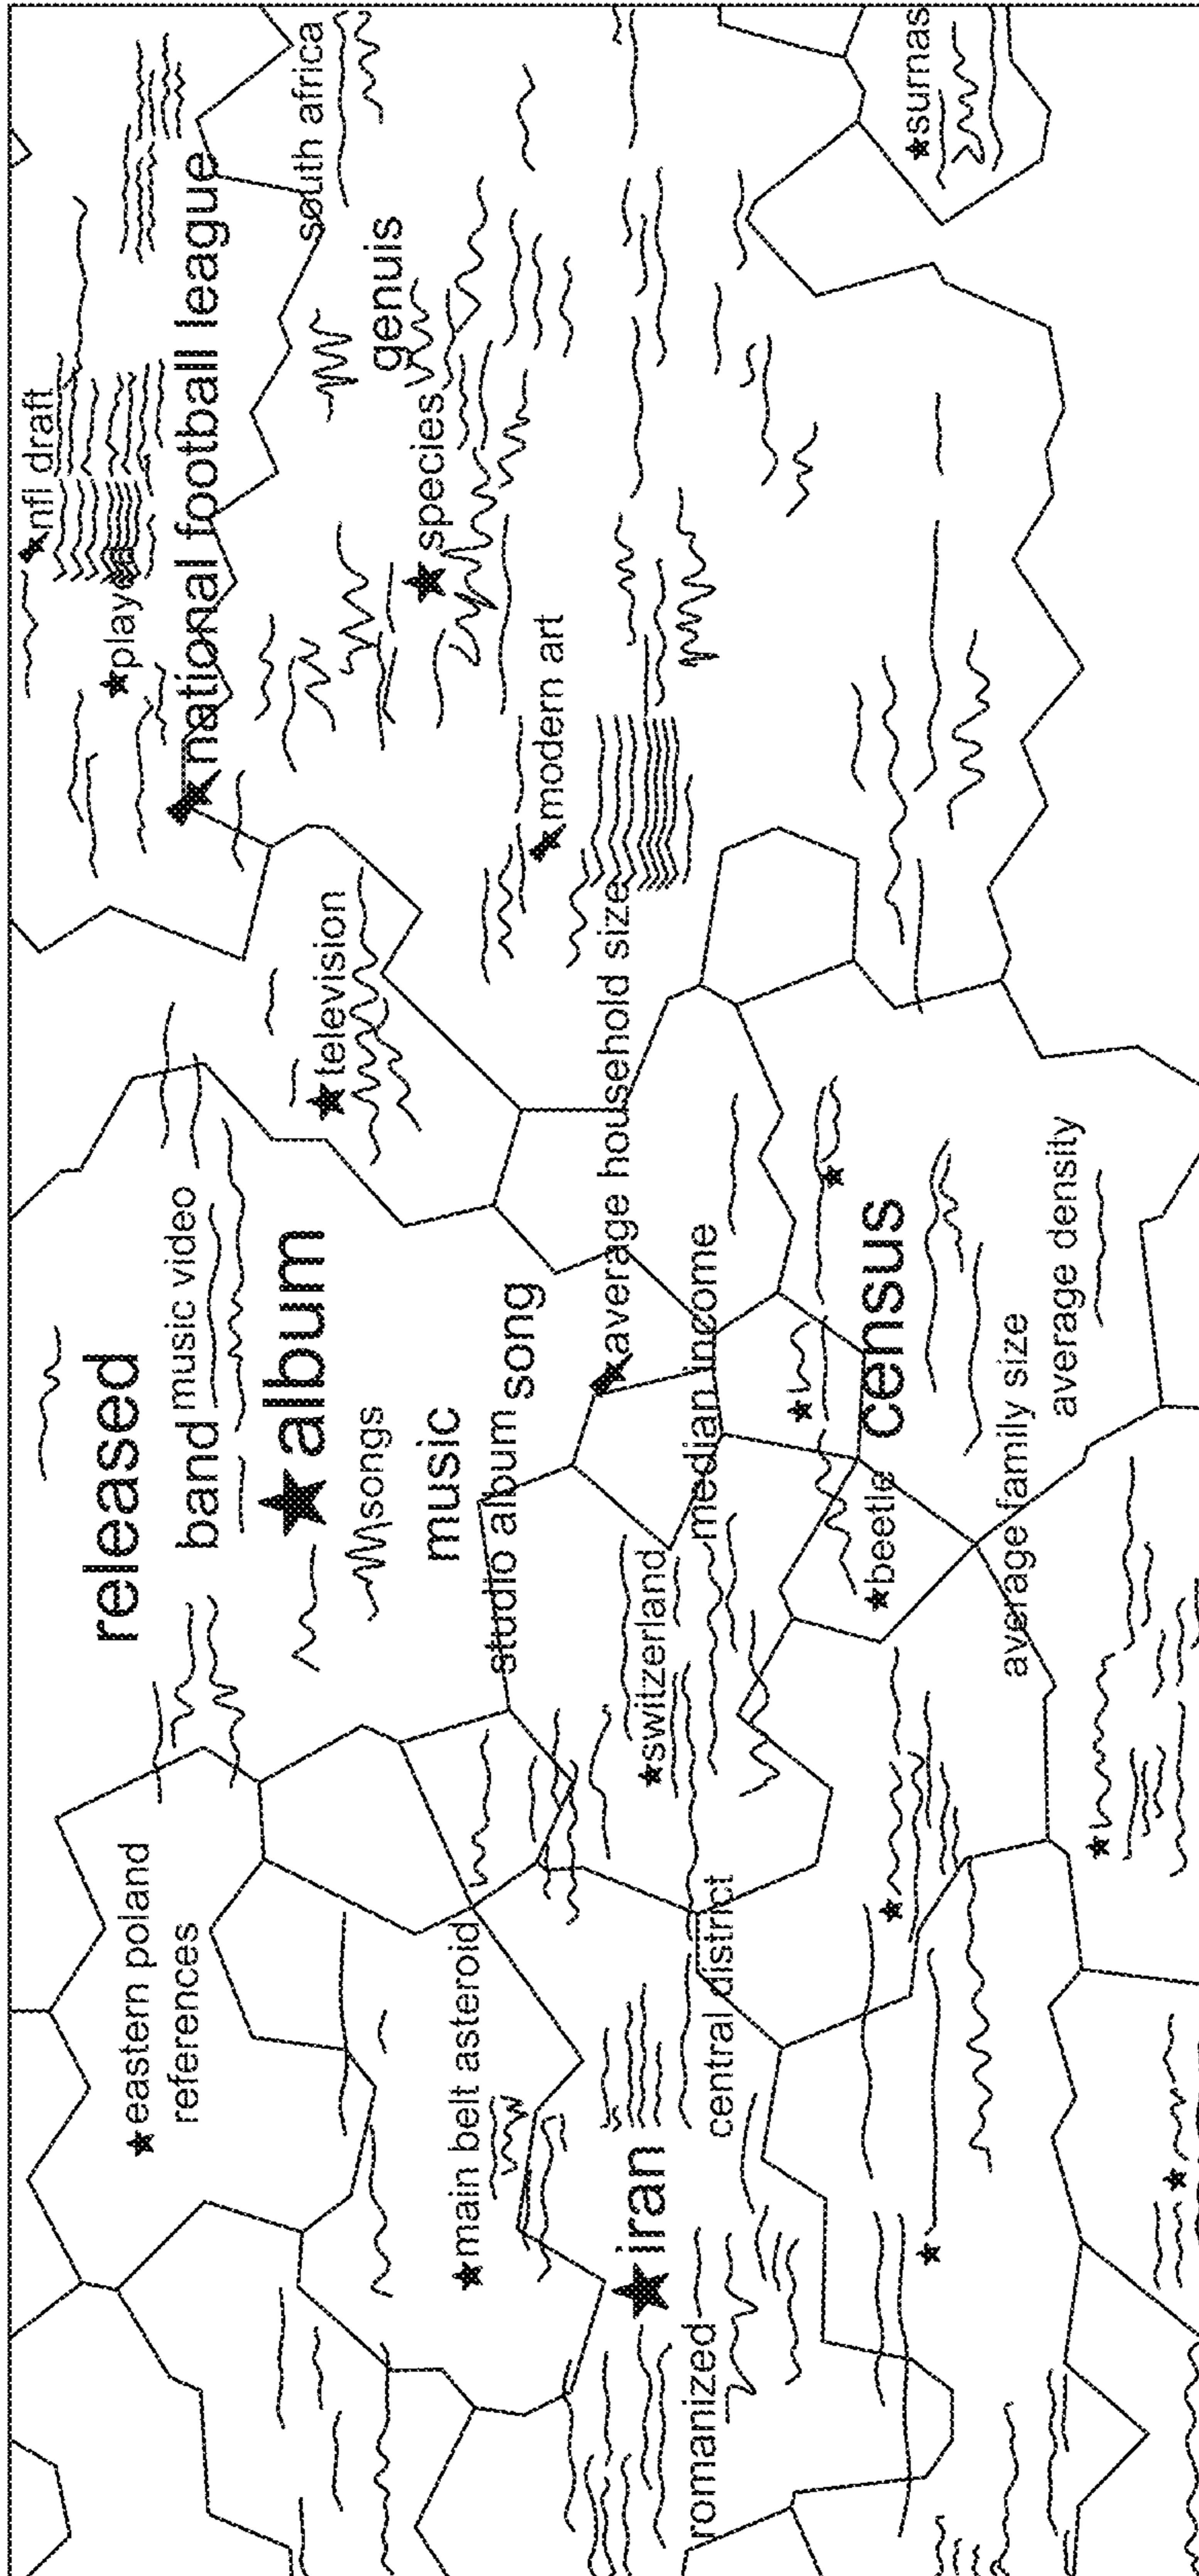 nfl draft
player
national football league
south africa
genuis
species
modern art
television
released
band
music video
album
songs
music
studio album
song
average household size
median income
switzerland
census
beetle
average family size
average density
surnas
eastern poland
references
main belt asteroid
iran
central district
romanized